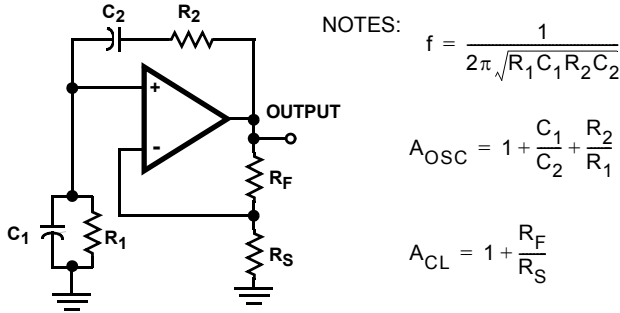 C2 R2
NOTES: f = 1 / (2π√(R1C1R2C2))
+
OUTPUT
-
AOSC = 1 + C1/C2 + R2/R1
RF
C1 R1
RS
ACL = 1 + RF/RS